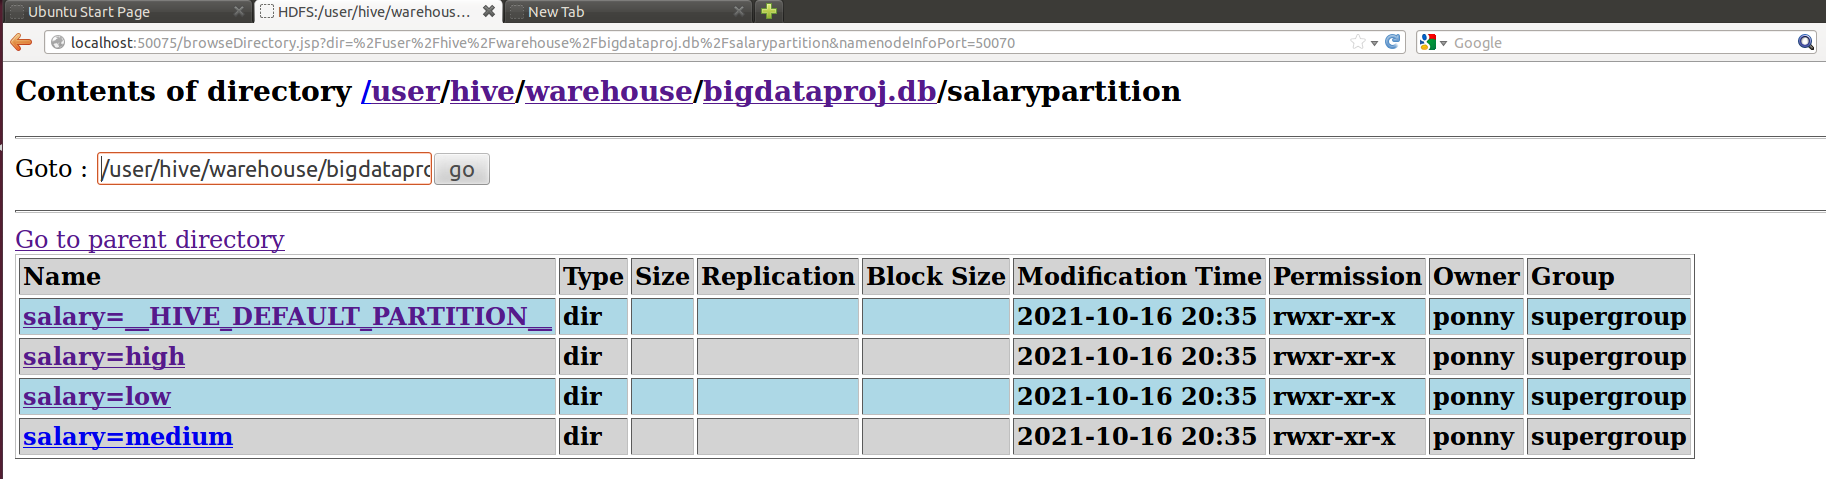 Ubuntu Start Page HDFS:/user/hive/warehous... New Tab
localhost:50075/browseDirectory.jsp?dir=%2Fuser%2Fhive%2Fwarehouse%2Fbigdataproj.db%2Fsalarypartition&namenodeInfoPort=50070 Google
Contents of directory /user/hive/warehouse/bigdataproj.db/salarypartition
Goto : /user/hive/warehouse/bigdatapro go
Go to parent directory
Name Type Size Replication Block Size Modification Time Permission Owner Group
salary=__HIVE_DEFAULT_PARTITION__ dir 2021-10-16 20:35 rwxr-xr-x ponny supergroup
salary=high dir 2021-10-16 20:35 rwxr-xr-x ponny supergroup
salary=low dir 2021-10-16 20:35 rwxr-xr-x ponny supergroup
salary=medium dir 2021-10-16 20:35 rwxr-xr-x ponny supergroup